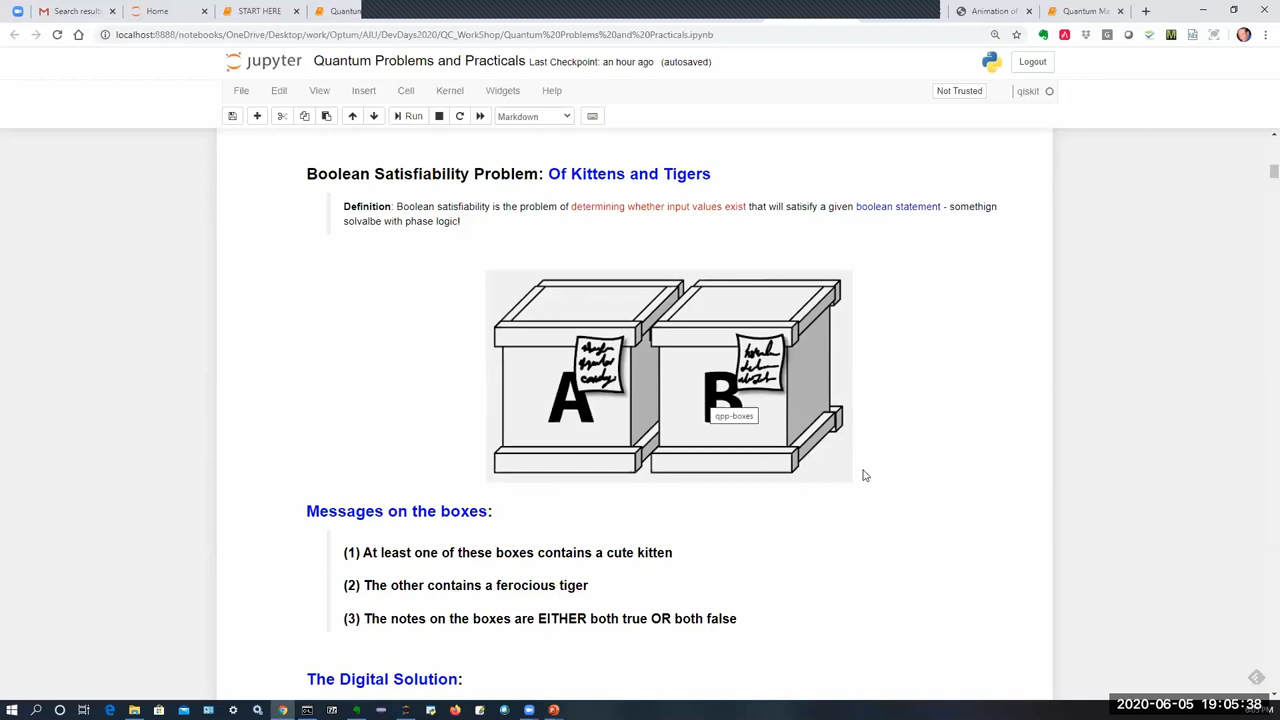 Search result:
Home
START HERE
Quantum
Animation of
Quantum Ma
localhost:8888/notebooks/OneDrive/Desktop/work/Optum/AIU/DevDays2020/QC_WorkShop/Quantum%20Problems%20and%20Practicals.ipynb
jupyter Quantum Problems and Practicals Last Checkpoint: an hour ago (autosaved)
Logout
File Edit View Insert Cell Kernel Widgets Help
Not Trusted
qiskit
Run
Markdown
Boolean Satisfiability Problem: Of Kittens and Tigers
Definition: Boolean satisfiability is the problem of determining whether input values exist that will satisify a given boolean statement - somethign
solvalbe with phase logic!
A
B
qpp-boxes
Messages on the boxes:
(1) At least one of these boxes contains a cute kitten
(2) The other contains a ferocious tiger
(3) The notes on the boxes are EITHER both true OR both false
The Digital Solution:
2020-06-05 19:05:38